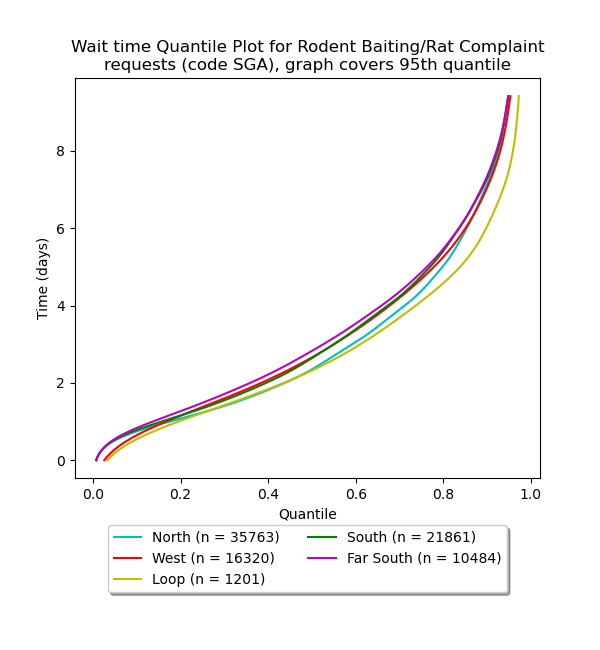 Wait time Quantile Plot for Rodent Baiting/Rat Complaint
requests (code SGA), graph covers 95th quantile
Time (days)
8
6
4
2
0
0.0 0.2 0.4 0.6 0.8 1.0
Quantile
North (n = 35763) South (n = 21861)
West (n = 16320) Far South (n = 10484)
Loop (n = 1201)